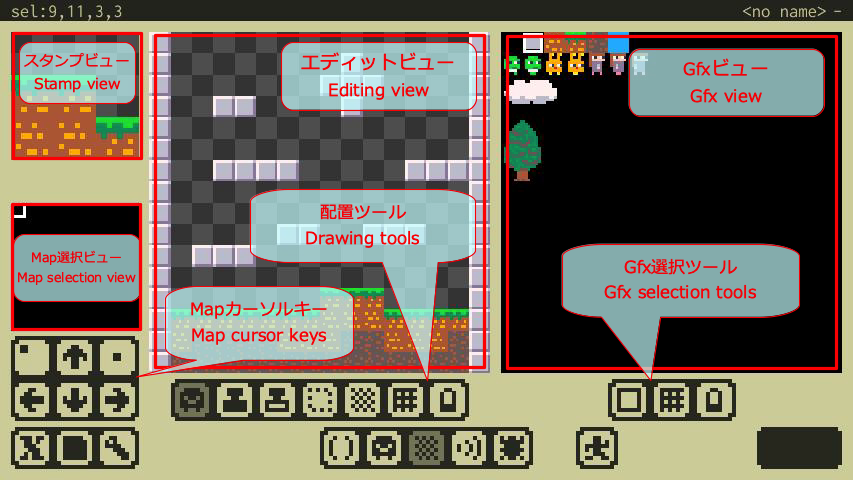 sel:9,11,3,3
<no name> -
スタンプビュー
Stamp view
エディットビュー
Editing view
Gfxビュー
Gfx view
配置ツール
Drawing tools
Map選択ビュー
Map selection view
Gfx選択ツール
Gfx selection tools
Mapカーソルキー
Map cursor keys